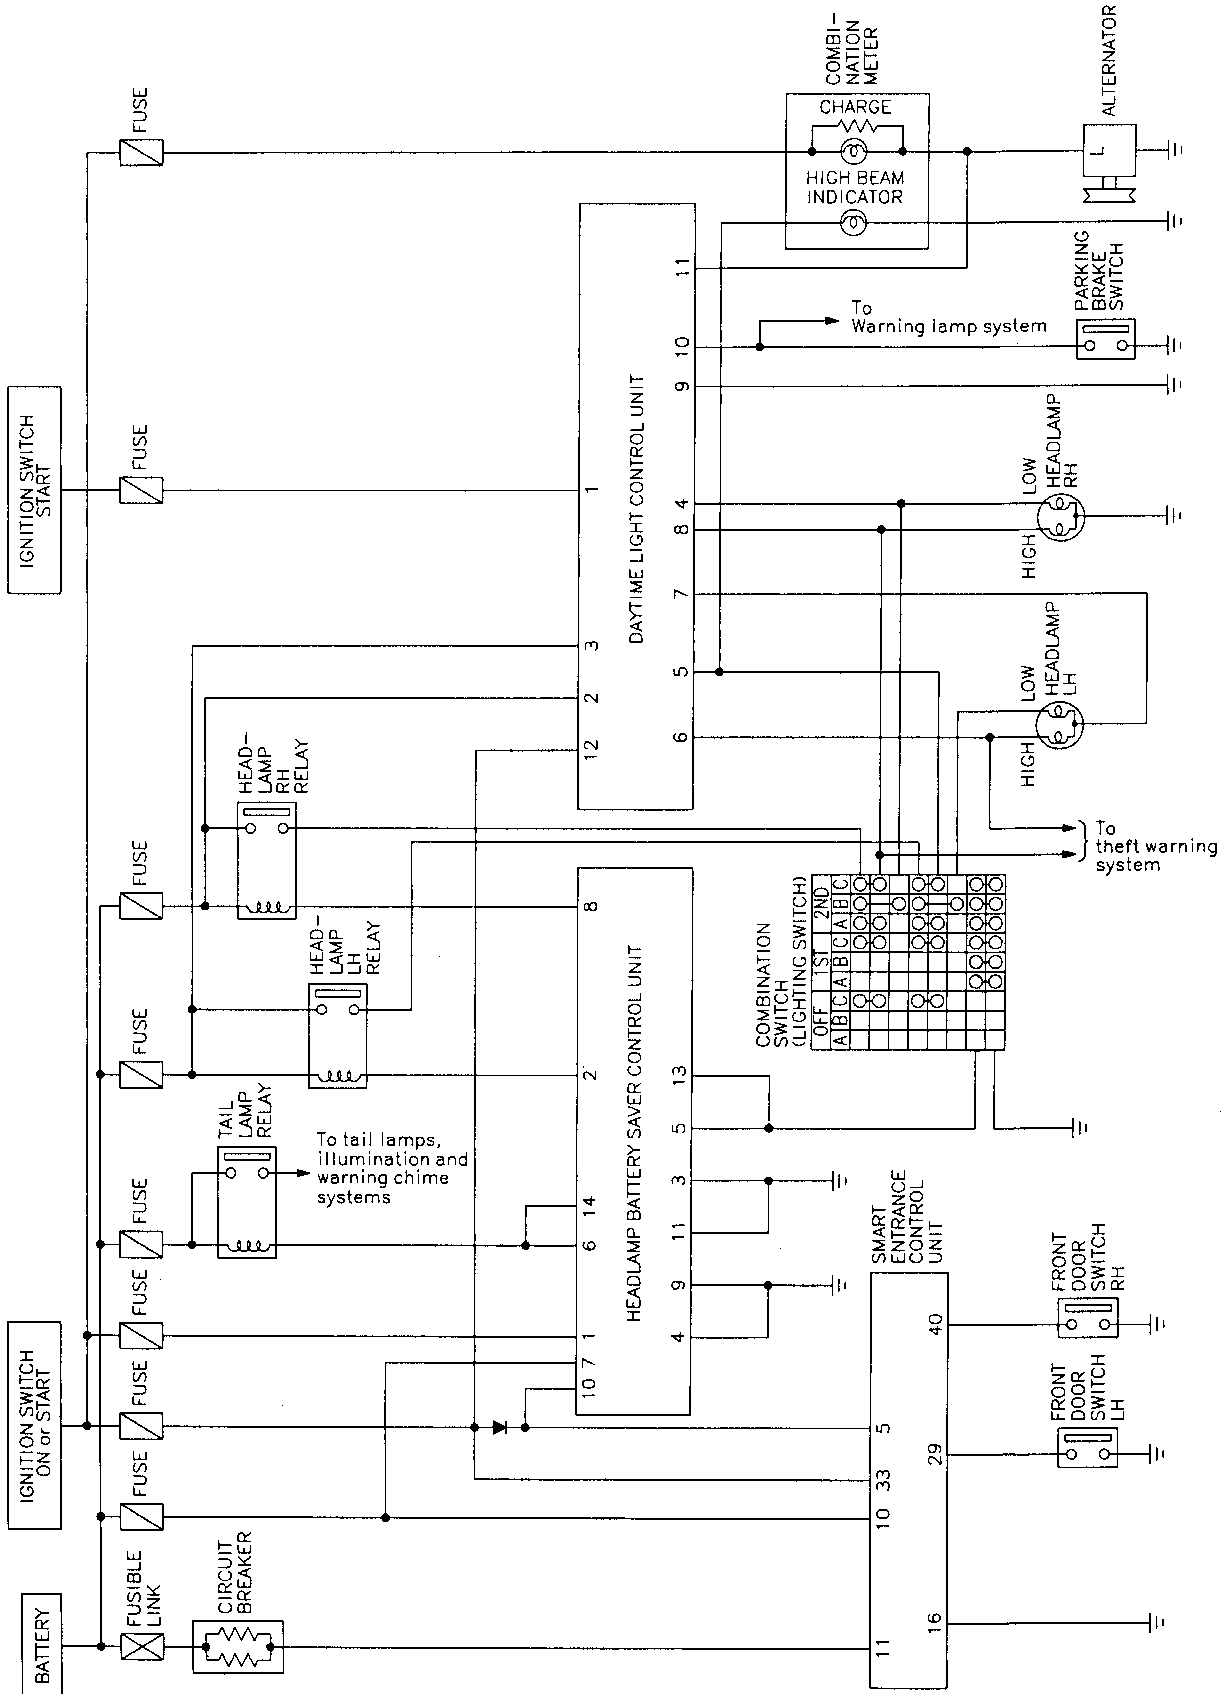 BATTERY
FUSIBLE
LINK
CIRCUIT
BREAKER
IGNITION SWITCH
ON or START
FUSE
FUSE
FUSE
FUSE
TAIL
LAMP
RELAY
To tail lamps,
illumination and
warning chime
systems
FUSE
HEAD-
LAMP
LH
RELAY
FUSE
HEAD-
LAMP
RH
RELAY
IGNITION SWITCH
START
FUSE
FUSE
HEADLAMP BATTERY SAVER CONTROL UNIT
10 7 1 6 14 2 8
4 9 11 3 5 13
DAYTIME LIGHT CONTROL UNIT
12 2 3 1
6 5 7 8 4 9 10 11
SMART
ENTRANCE
CONTROL
UNIT
11 10 33 5
16 29 40
COMBINATION
SWITCH
(LIGHTING SWITCH)
OFF 1ST 2ND
A B C A B C A B C
FRONT
DOOR
SWITCH
LH
FRONT
DOOR
SWITCH
RH
To
theft warning
system
HIGH
LOW
HEADLAMP
LH
HIGH
LOW
HEADLAMP
RH
To
Warning lamp system
PARKING
BRAKE
SWITCH
COMBI-
NATION
METER
CHARGE
HIGH BEAM
INDICATOR
L
ALTERNATOR